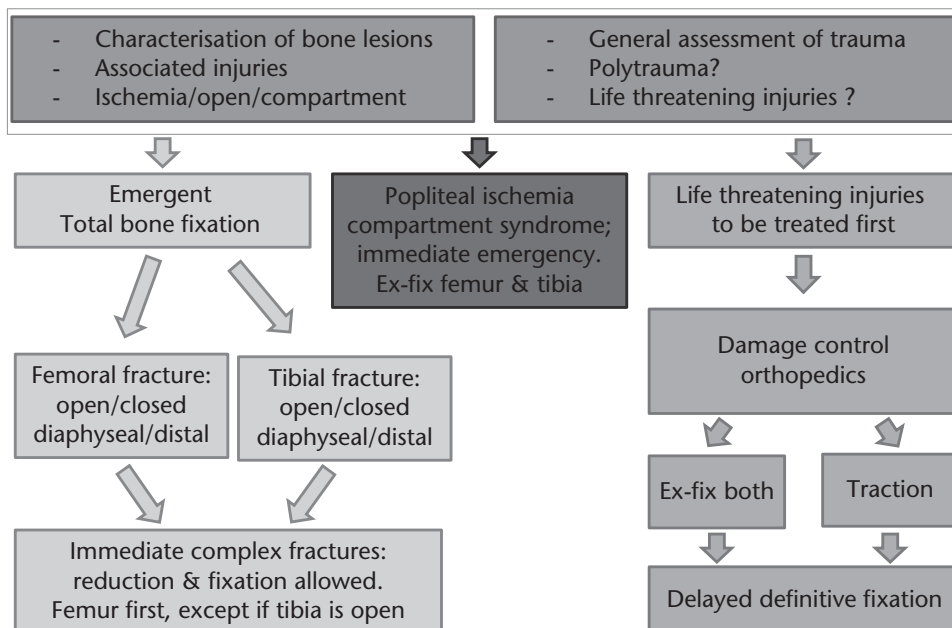 - Characterisation of bone lesions
- Associated injuries
- Ischemia/open/compartment
- General assessment of trauma
- Polytrauma?
- Life threatening injuries ?
Emergent
Total bone fixation
Popliteal ischemia
compartment syndrome;
immediate emergency.
Ex-fix femur & tibia
Life threatening injuries
to be treated first
Femoral fracture:
open/closed
diaphyseal/distal
Tibial fracture:
open/closed
diaphyseal/distal
Damage control
orthopedics
Ex-fix both
Traction
Immediate complex fractures:
reduction & fixation allowed.
Femur first, except if tibia is open
Delayed definitive fixation